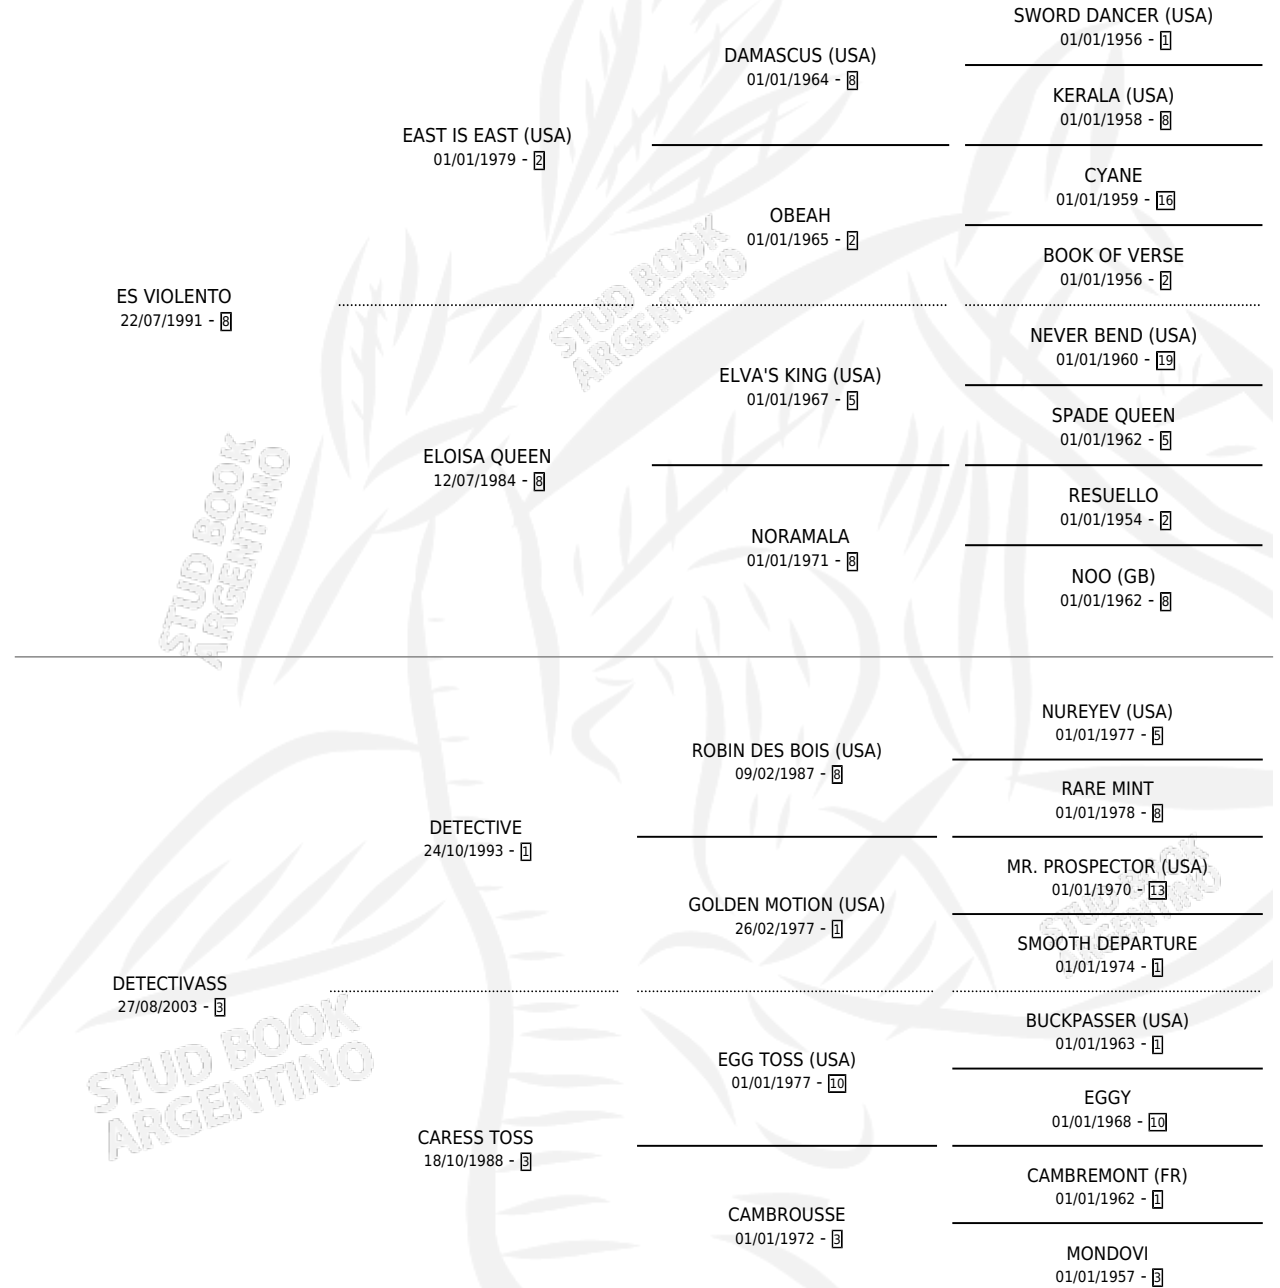 SWORD DANCER (USA)
01/01/1956 - 1
DAMASCUS (USA)
01/01/1964 - 8
KERALA (USA)
01/01/1958 - 8
EAST IS EAST (USA)
01/01/1979 - 2
CYANE
01/01/1959 - 16
OBEAH
01/01/1965 - 2
BOOK OF VERSE
01/01/1956 - 2
STUD BOOK
ARGENTINO
ES VIOLENTO
22/07/1991 - 8
NEVER BEND (USA)
01/01/1960 - 19
ELVA'S KING (USA)
01/01/1967 - 5
SPADE QUEEN
01/01/1962 - 5
ELOISA QUEEN
12/07/1984 - 8
RESUELLO
01/01/1954 - 2
NORAMALA
01/01/1971 - 8
NOO (GB)
01/01/1962 - 8
STUD BOOK
ARGENTINO
NUREYEV (USA)
01/01/1977 - 5
ROBIN DES BOIS (USA)
09/02/1987 - 8
RARE MINT
01/01/1978 - 8
DETECTIVE
24/10/1993 - 1
MR. PROSPECTOR (USA)
01/01/1970 - 13
GOLDEN MOTION (USA)
26/02/1977 - 1
STUD BOOK
ARGENTINO
SMOOTH DEPARTURE
01/01/1974 - 1
DETECTIVASS
27/08/2003 - 3
BUCKPASSER (USA)
01/01/1963 - 1
EGG TOSS (USA)
01/01/1977 - 10
STUD BOOK
ARGENTINO
EGGY
01/01/1968 - 10
CARESS TOSS
18/10/1988 - 3
CAMBREMONT (FR)
01/01/1962 - 1
CAMBROUSSE
01/01/1972 - 3
MONDOVI
01/01/1957 - 3